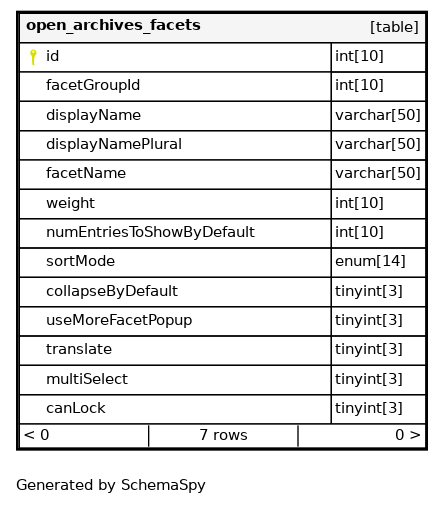 open_archives_facets [table]
id int[10]
facetGroupId int[10]
displayName varchar[50]
displayNamePlural varchar[50]
facetName varchar[50]
weight int[10]
numEntriesToShowByDefault int[10]
sortMode enum[14]
collapseByDefault tinyint[3]
useMoreFacetPopup tinyint[3]
translate tinyint[3]
multiSelect tinyint[3]
canLock tinyint[3]
< 0 7 rows 0 >
Generated by SchemaSpy